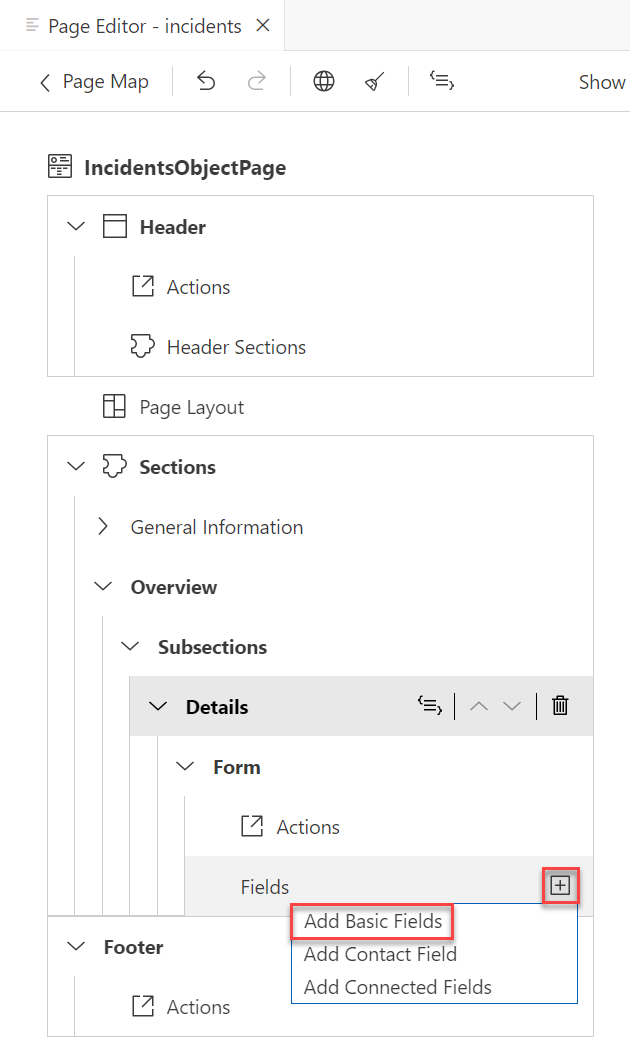 Page Editor - incidents
Page Map
Show
IncidentsObjectPage
Header
Actions
Header Sections
Page Layout
Sections
General Information
Overview
Subsections
Details
Form
Actions
Fields
Add Basic Fields
Add Contact Field
Add Connected Fields
Footer
Actions